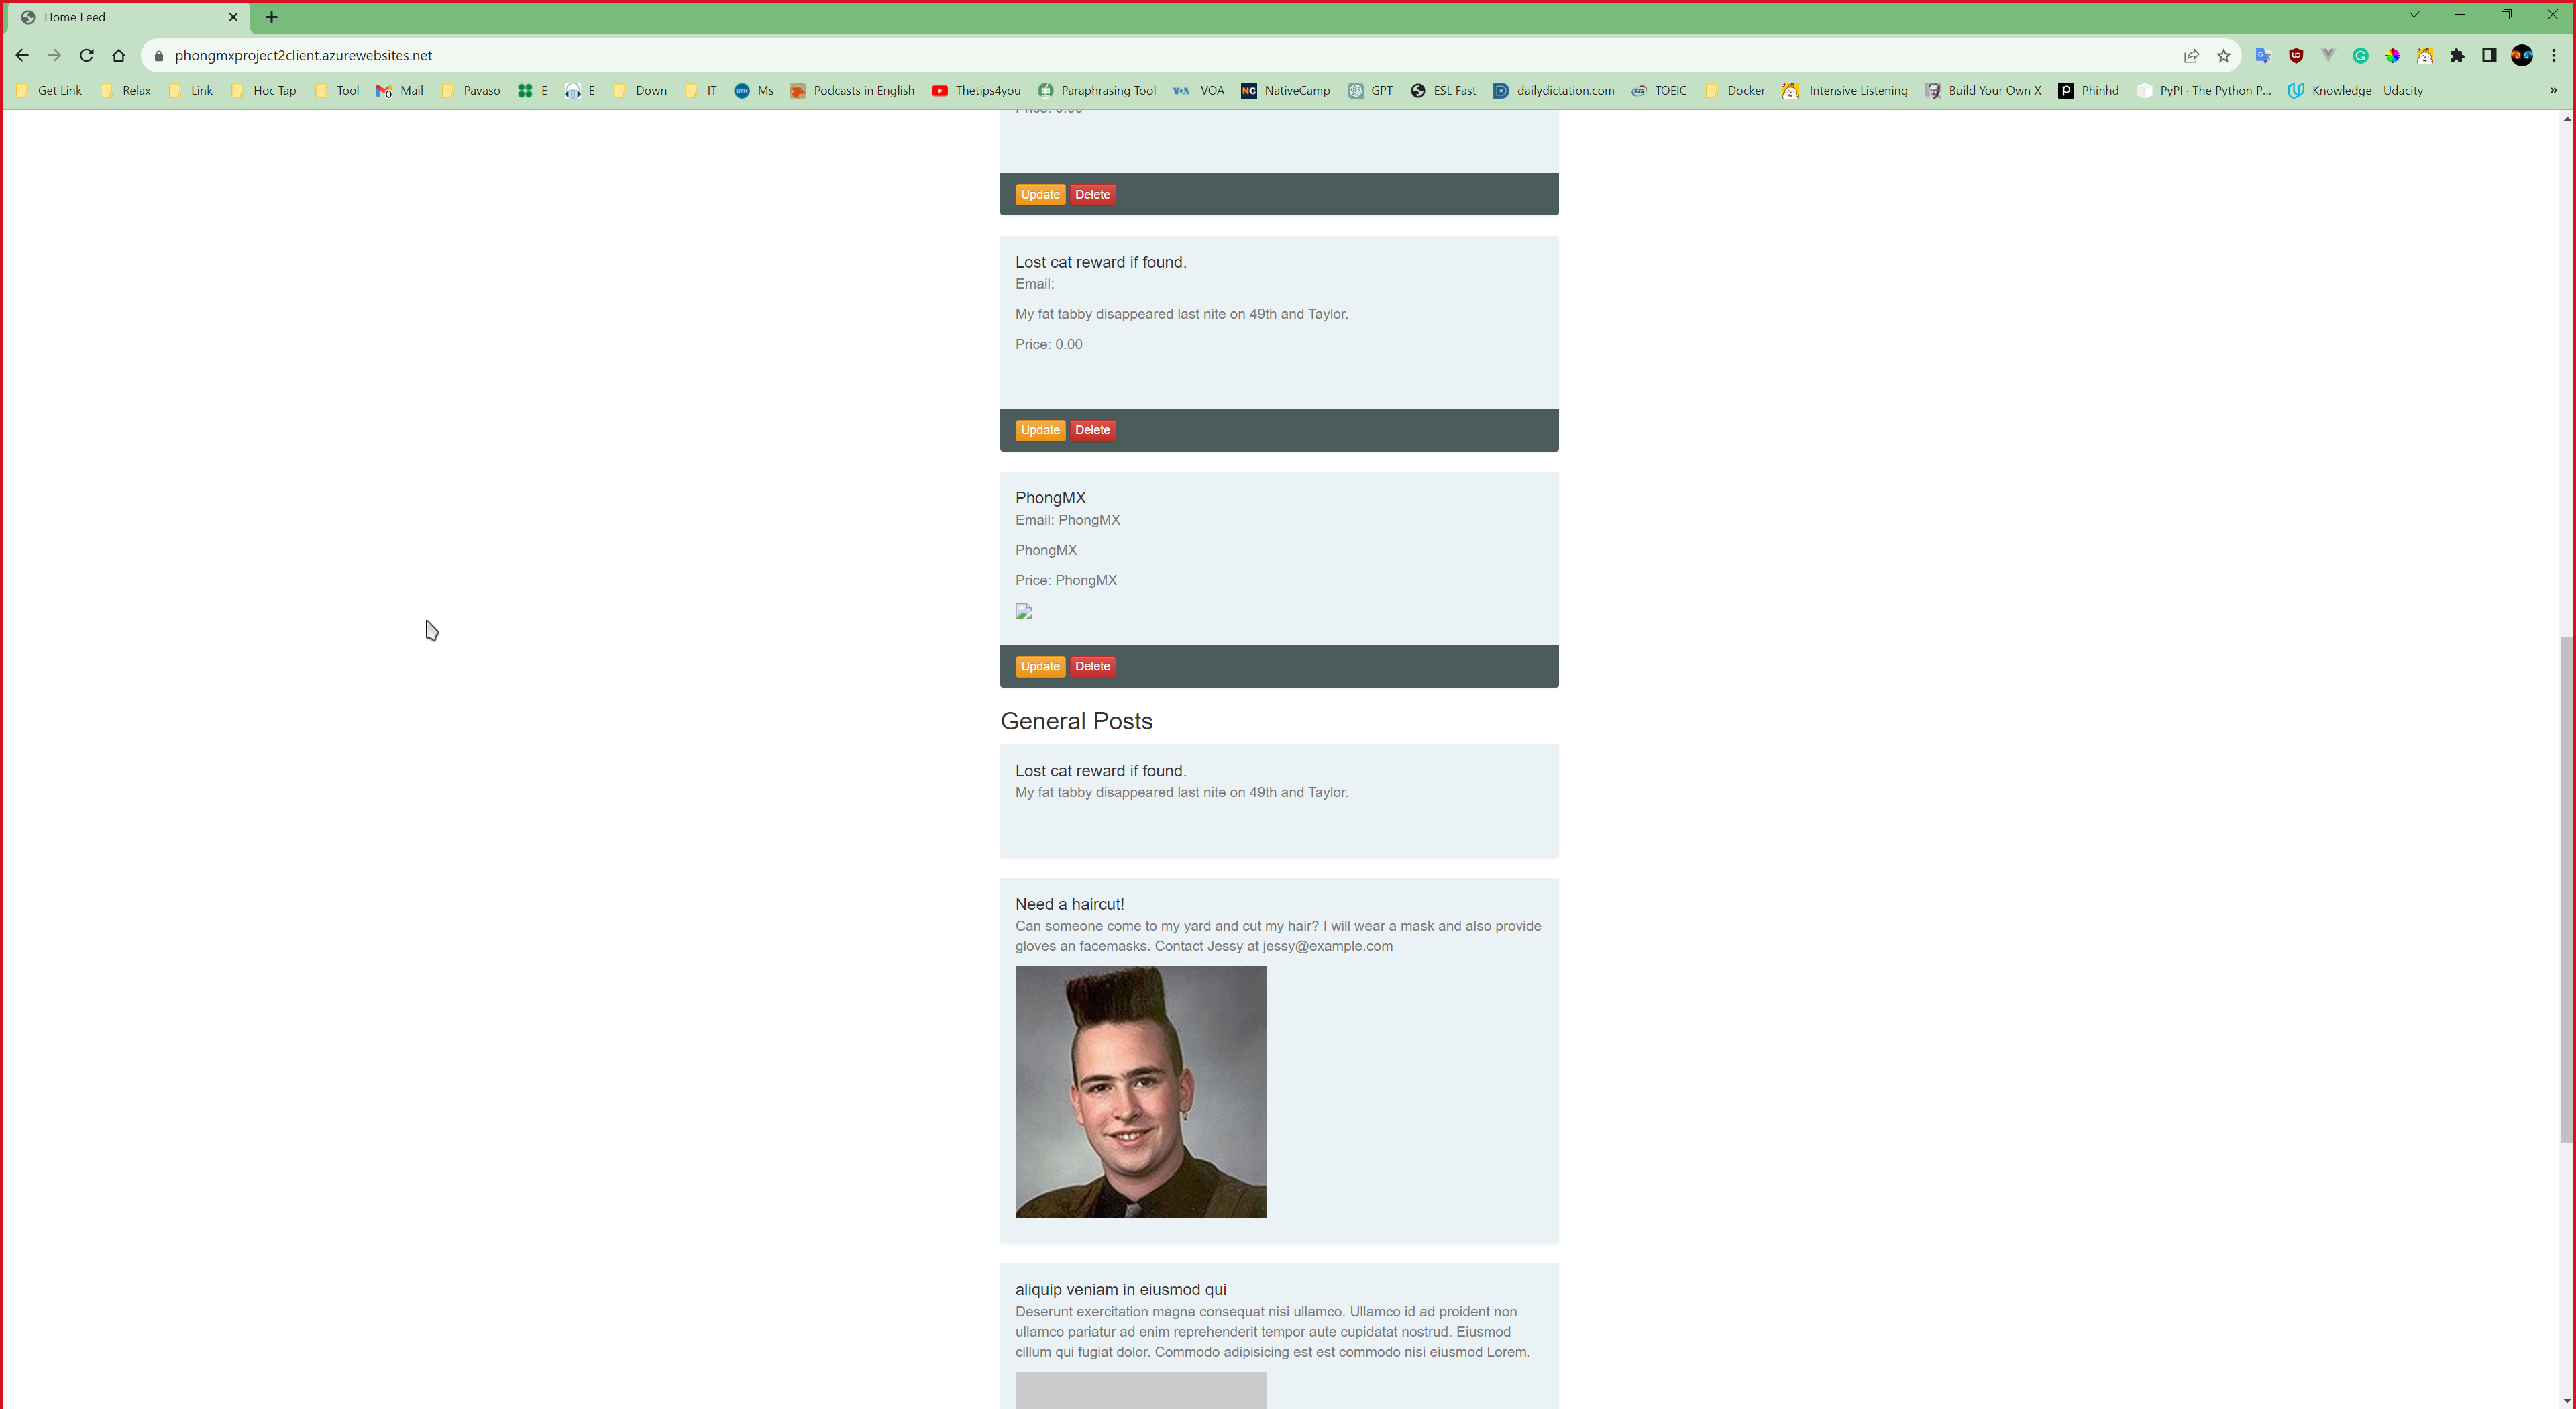 Home Feed
phongmxproject2client.azurewebsites.net
Get Link Relax Link Hoc Tap Tool Mail Pavaso E E Down IT Ms Podcasts in English Thetips4you Paraphrasing Tool VOA NativeCamp GPT ESL Fast dailydictation.com TOEIC Docker Intensive Listening Build Your Own X Phinhd PyPI · The Python P... Knowledge - Udacity »
Price: 0.00
Update Delete
Lost cat reward if found.
Email:
My fat tabby disappeared last nite on 49th and Taylor.
Price: 0.00
Update Delete
PhongMX
Email: PhongMX
PhongMX
Price: PhongMX
Update Delete
General Posts
Lost cat reward if found.
My fat tabby disappeared last nite on 49th and Taylor.
Need a haircut!
Can someone come to my yard and cut my hair? I will wear a mask and also provide
gloves an facemasks. Contact Jessy at jessy@example.com
aliquip veniam in eiusmod qui
Deserunt exercitation magna consequat nisi ullamco. Ullamco id ad proident non
ullamco pariatur ad enim reprehenderit tempor aute cupidatat nostrud. Eiusmod
cillum qui fugiat dolor. Commodo adipisicing est est commodo nisi eiusmod Lorem.